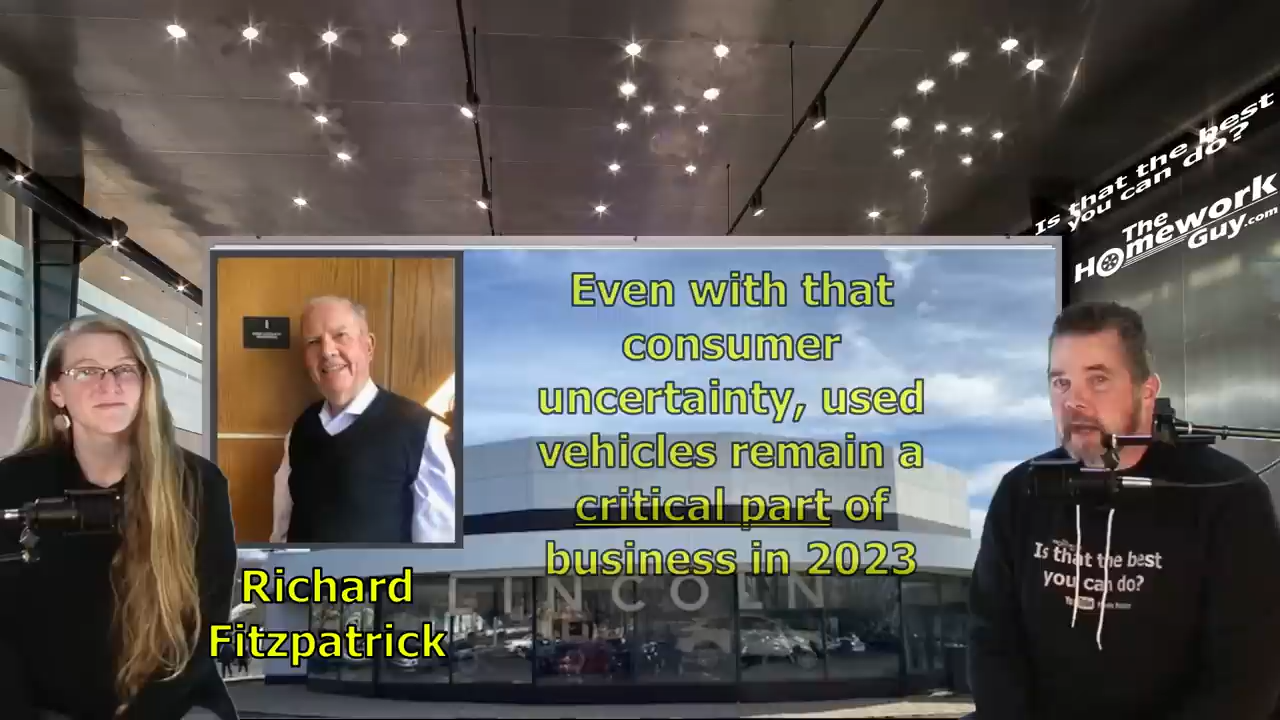 Is that the best
you can do?
The
Homework
Guy.com
Even with that
consumer
uncertainty, used
vehicles remain a
critical part of
business in 2023
LINCOLN
Richard
Fitzpatrick
Is that the best
you can do?